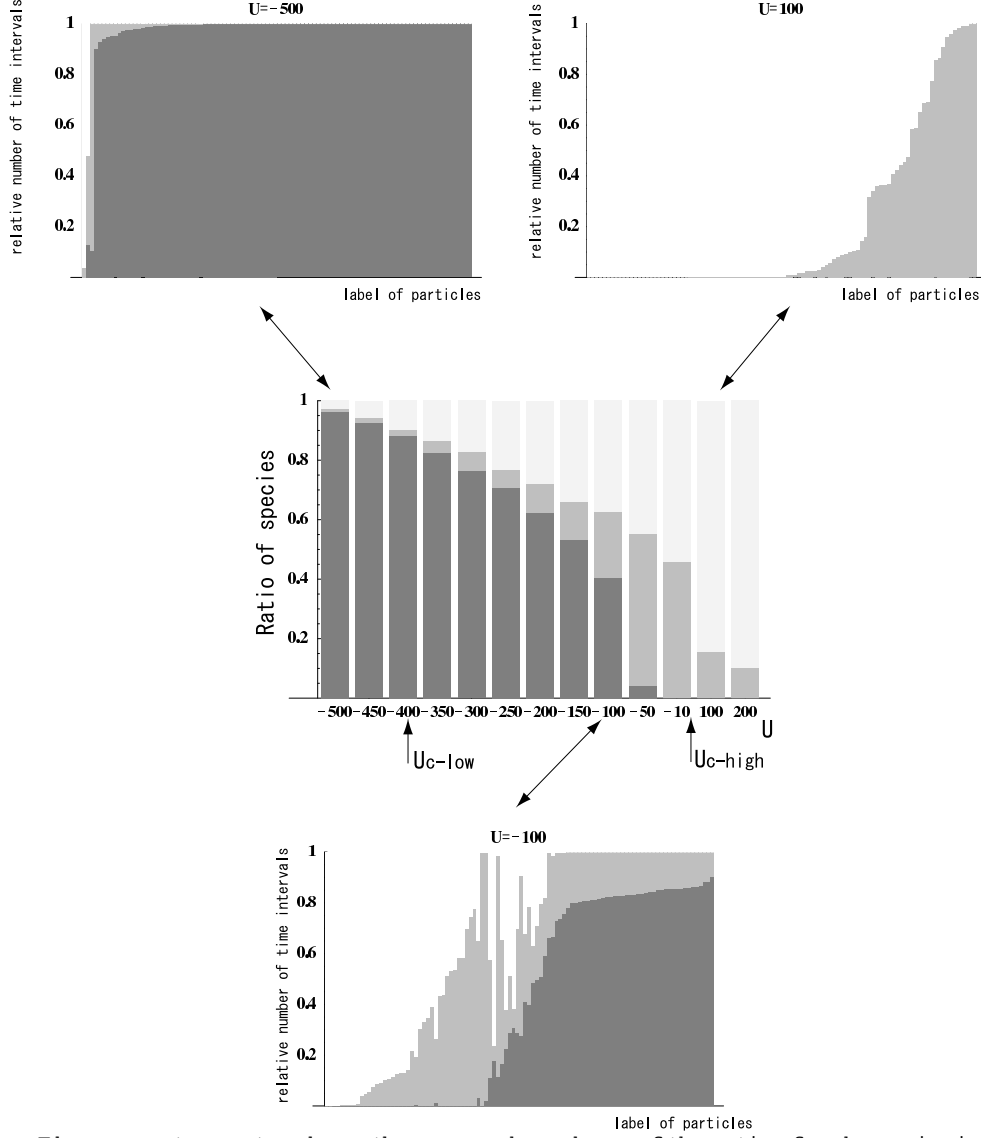 U=-500
relative number of time intervals
1
0.8
0.6
0.4
0.2
label of particles
U=100
relative number of time intervals
1
0.8
0.6
0.4
0.2
label of particles
Ratio of species
1
0.8
0.6
0.4
0.2
-500 -450 -400 -350 -300 -250 -200 -150 -100 -50 -10 100 200
U
Uc-low
Uc-high
U=-100
relative number of time intervals
1
0.8
0.6
0.4
0.2
label of particles